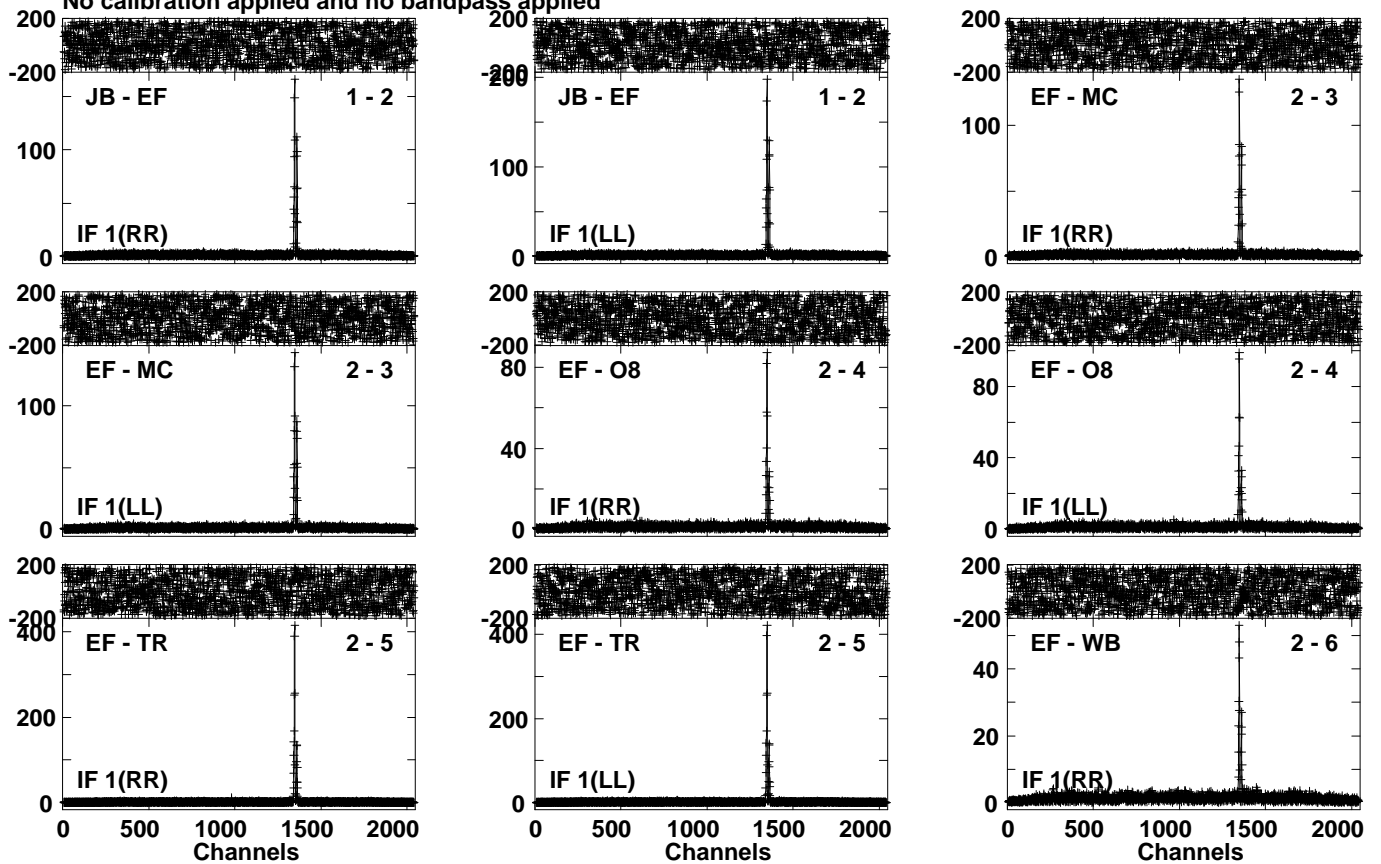 No calibration applied and no bandpass applied
200
-200
JB - EF 1 - 2
100
IF 1(RR)
0
200
-200
200
JB - EF 1 - 2
100
IF 1(LL)
0
200
-200
EF - MC 2 - 3
100
IF 1(RR)
0
200
-200
EF - MC 2 - 3
100
IF 1(LL)
0
200
-200
80
EF - O8 2 - 4
40
IF 1(RR)
0
200
-200
80
EF - O8 2 - 4
40
IF 1(LL)
0
200
-200
400
EF - TR 2 - 5
200
IF 1(RR)
0
0 500 1000 1500 2000
Channels
200
-200
400
EF - TR 2 - 5
200
IF 1(LL)
0
0 500 1000 1500 2000
Channels
200
-200
EF - WB 2 - 6
40
20
IF 1(RR)
0
0 500 1000 1500 2000
Channels